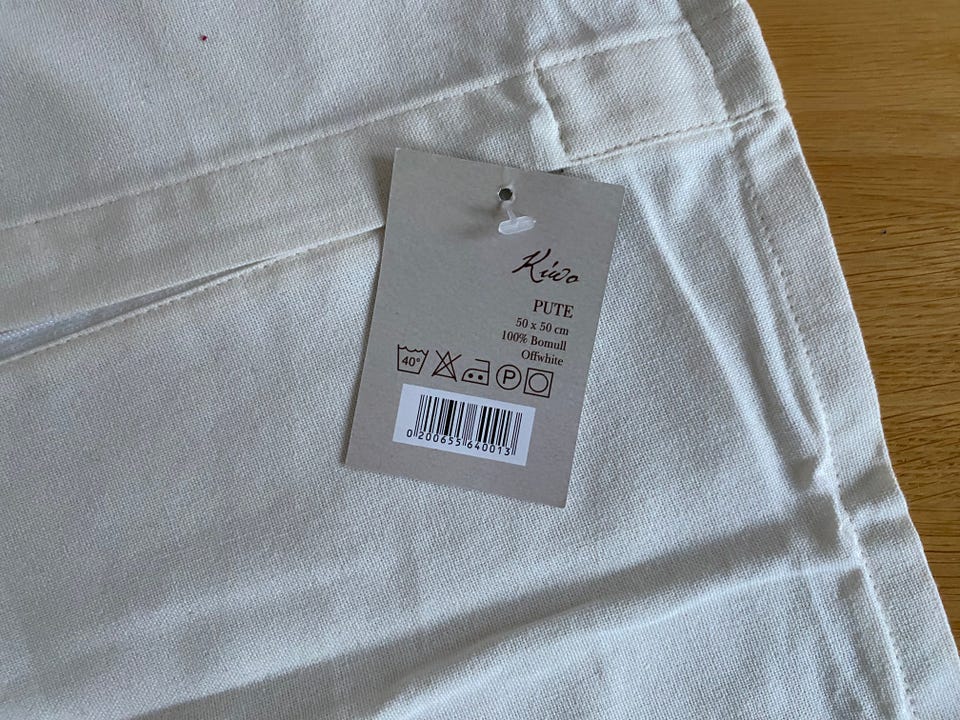 Kiwo
PUTE
50 x 50 cm
100% Bomull
Offwhite
40° P
0 200655 640013